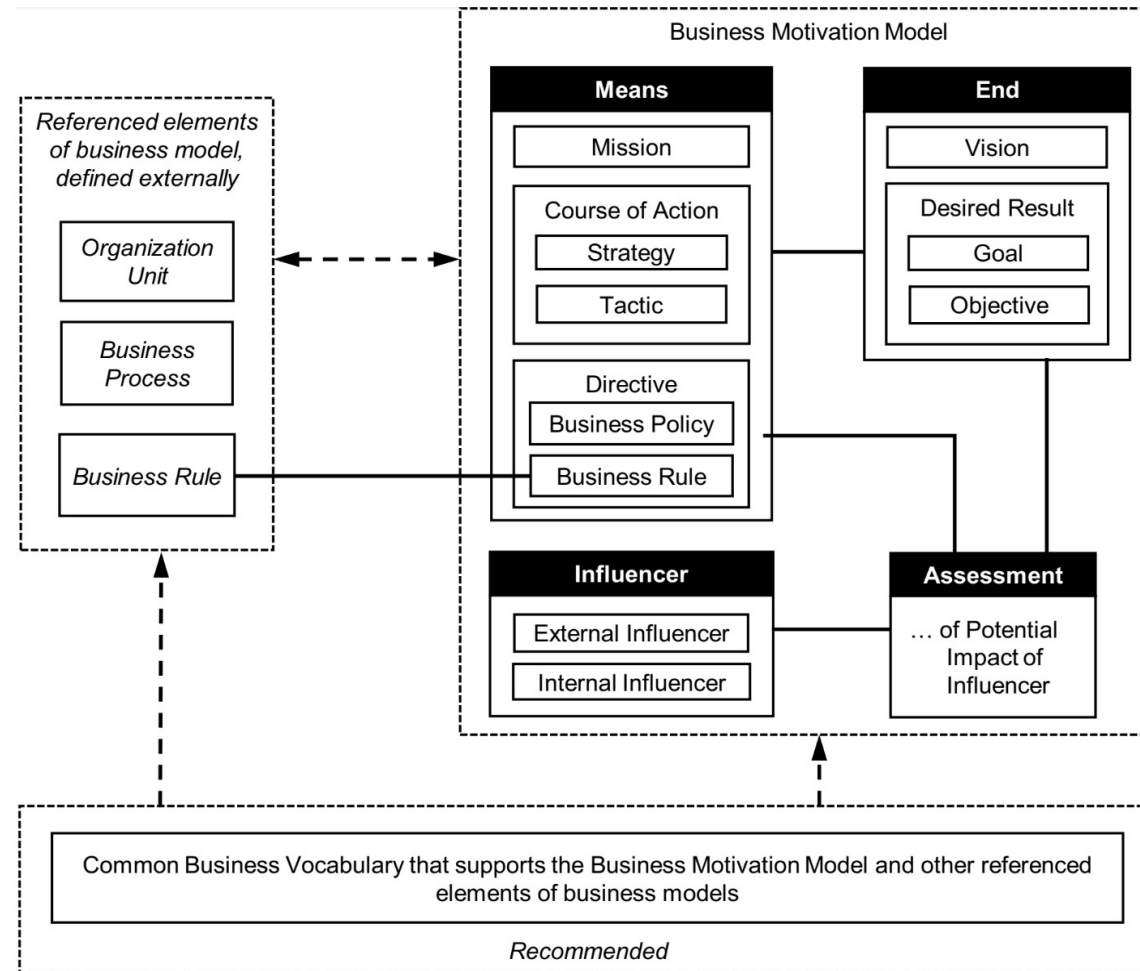 Business Motivation Model
Referenced elements
of business model,
defined externally
Organization
Unit
Business
Process
Business Rule
Means
Mission
Course of Action
Strategy
Tactic
Directive
Business Policy
Business Rule
End
Vision
Desired Result
Goal
Objective
Influencer
External Influencer
Internal Influencer
Assessment
… of Potential
Impact of
Influencer
Common Business Vocabulary that supports the Business Motivation Model and other referenced
elements of business models
Recommended